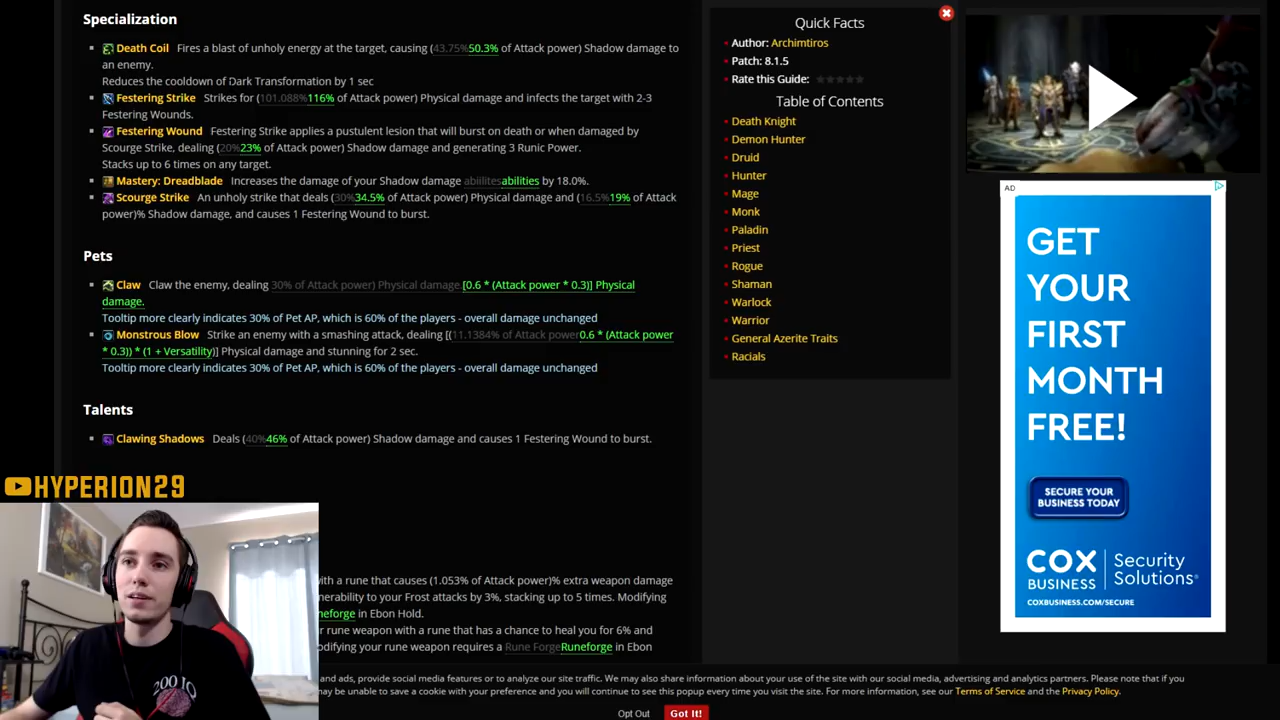 Specialization
Death Coil Fires a blast of unholy energy at the target, causing (43.75%50.3% of Attack power) Shadow damage to
an enemy.
Reduces the cooldown of Dark Transformation by 1 sec
Festering Strike Strikes for (101.088%116% of Attack power) Physical damage and infects the target with 2-3
Festering Wounds.
Festering Wound Festering Strike applies a pustulent lesion that will burst on death or when damaged by
Scourge Strike, dealing (20%23% of Attack power) Shadow damage and generating 3 Runic Power.
Stacks up to 6 times on any target.
Mastery: Dreadblade Increases the damage of your Shadow damage abiilitesabilities by 18.0%.
Scourge Strike An unholy strike that deals (30%34.5% of Attack power) Physical damage and (16.5%19% of Attack
power)% Shadow damage, and causes 1 Festering Wound to burst.
Pets
Claw Claw the enemy, dealing 30% of Attack power) Physical damage.[0.6 * (Attack power * 0.3)] Physical
damage.
Tooltip more clearly indicates 30% of Pet AP, which is 60% of the players - overall damage unchanged
Monstrous Blow Strike an enemy with a smashing attack, dealing [(11.1384% of Attack power0.6 * (Attack power
* 0.3)) * (1 + Versatility)] Physical damage and stunning for 2 sec.
Tooltip more clearly indicates 30% of Pet AP, which is 60% of the players - overall damage unchanged
Talents
Clawing Shadows Deals (40%46% of Attack power) Shadow damage and causes 1 Festering Wound to burst.
HYPERION29
with a rune that causes (1.053% of Attack power)% extra weapon damage
nerability to your Frost attacks by 3%, stacking up to 5 times. Modifying
neforge in Ebon Hold.
r rune weapon with a rune that has a chance to heal you for 6% and
odifying your rune weapon requires a Rune ForgeRuneforge in Ebon
200 IQ
Quick Facts
Author: Archimtiros
Patch: 8.1.5
Rate this Guide:
Table of Contents
Death Knight
Demon Hunter
Druid
Hunter
Mage
Monk
Paladin
Priest
Rogue
Shaman
Warlock
Warrior
General Azerite Traits
Racials
AD
GET
YOUR
FIRST
MONTH
FREE!
SECURE YOUR
BUSINESS TODAY
COX
BUSINESS
Security
Solutions
COXBUSINESS.COM/SECURE
and ads, provide social media features or to analyze our site traffic. We may also share information about your use of the site with our social media, advertising and analytics partners. Please note that if you
may be unable to save a cookie with your preference and you will continue to see this popup every time you visit the site. For more information, see our Terms of Service and the Privacy Policy.
Opt Out
Got It!